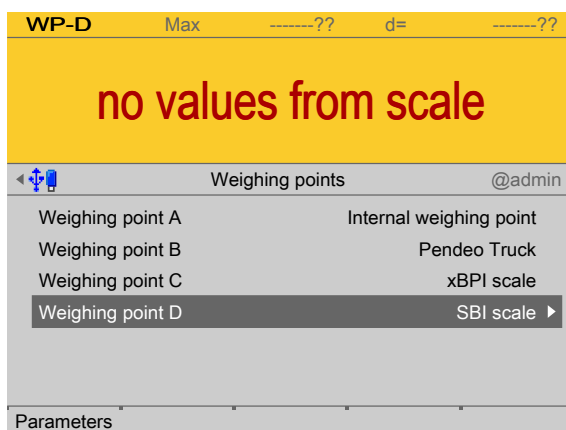 WP-D Max -------?? d= -------??
no values from scale
Weighing points @admin
Weighing point A Internal weighing point
Weighing point B Pendeo Truck
Weighing point C xBPI scale
Weighing point D SBI scale
Parameters